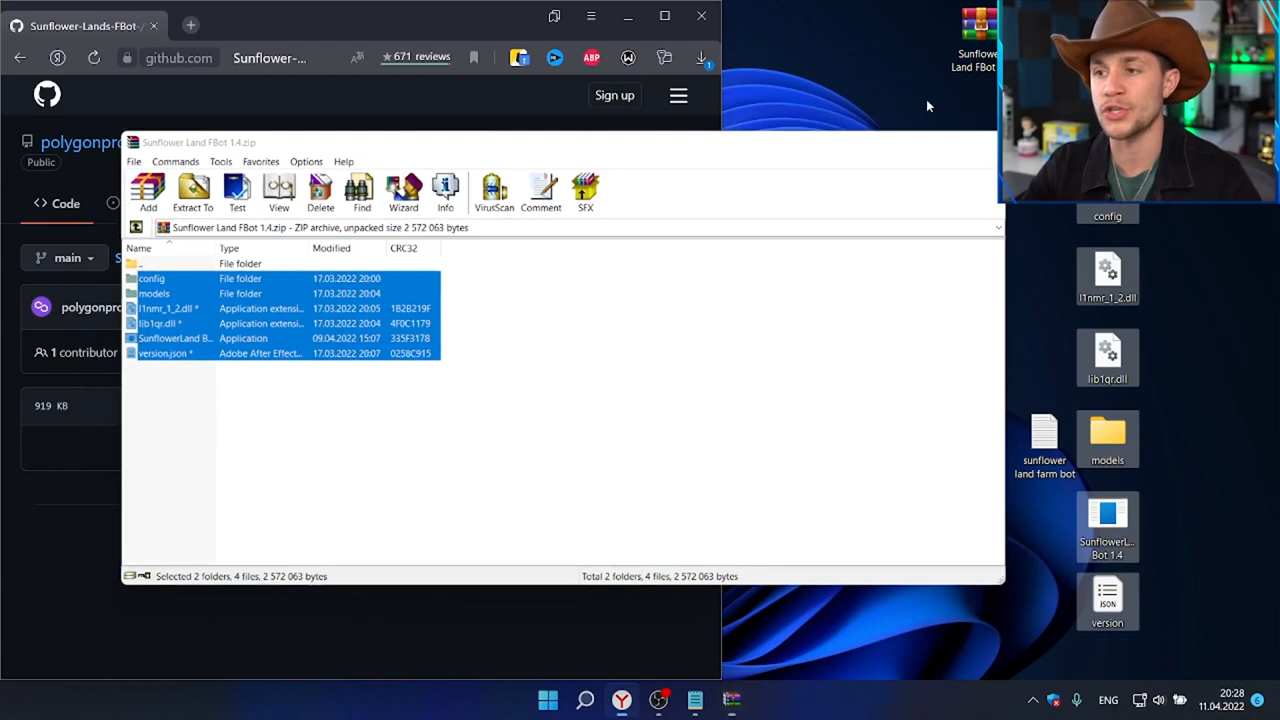 Sunflower-Lands-FBot-/
github.com
Sunflower-...
★ 671 reviews
ABP
1
Sign up
polygonpro
Public
<> Code
main
S
polygonpro
1 contributor
919 KB
Sunflower Land FBot 1.4.zip
File Commands Tools Favorites Options Help
Add Extract To Test View Delete Find Wizard Info VirusScan Comment SFX
Sunflower Land FBot 1.4.zip - ZIP archive, unpacked size 2 572 063 bytes
Name Type Modified CRC32
.. File folder
config File folder 17.03.2022 20:00
models File folder 17.03.2022 20:04
l1nmr_1_2.dll * Application extensi... 17.03.2022 20:05 1B2B219F
lib1qr.dll * Application extensi... 17.03.2022 20:04 4F0C1179
SunflowerLand B... Application 09.04.2022 15:07 335F3178
version.json * Adobe After Effect... 17.03.2022 20:07 0258C915
Selected 2 folders, 4 files, 2 572 063 bytes
Total 2 folders, 4 files, 2 572 063 bytes
Sunflower
Land FBot
config
l1nmr_1_2.dll
lib1qr.dll
sunflower
land farm bot
models
SunflowerL...
Bot 1.4
JSON
version
ENG
20:28
11.04.2022
6